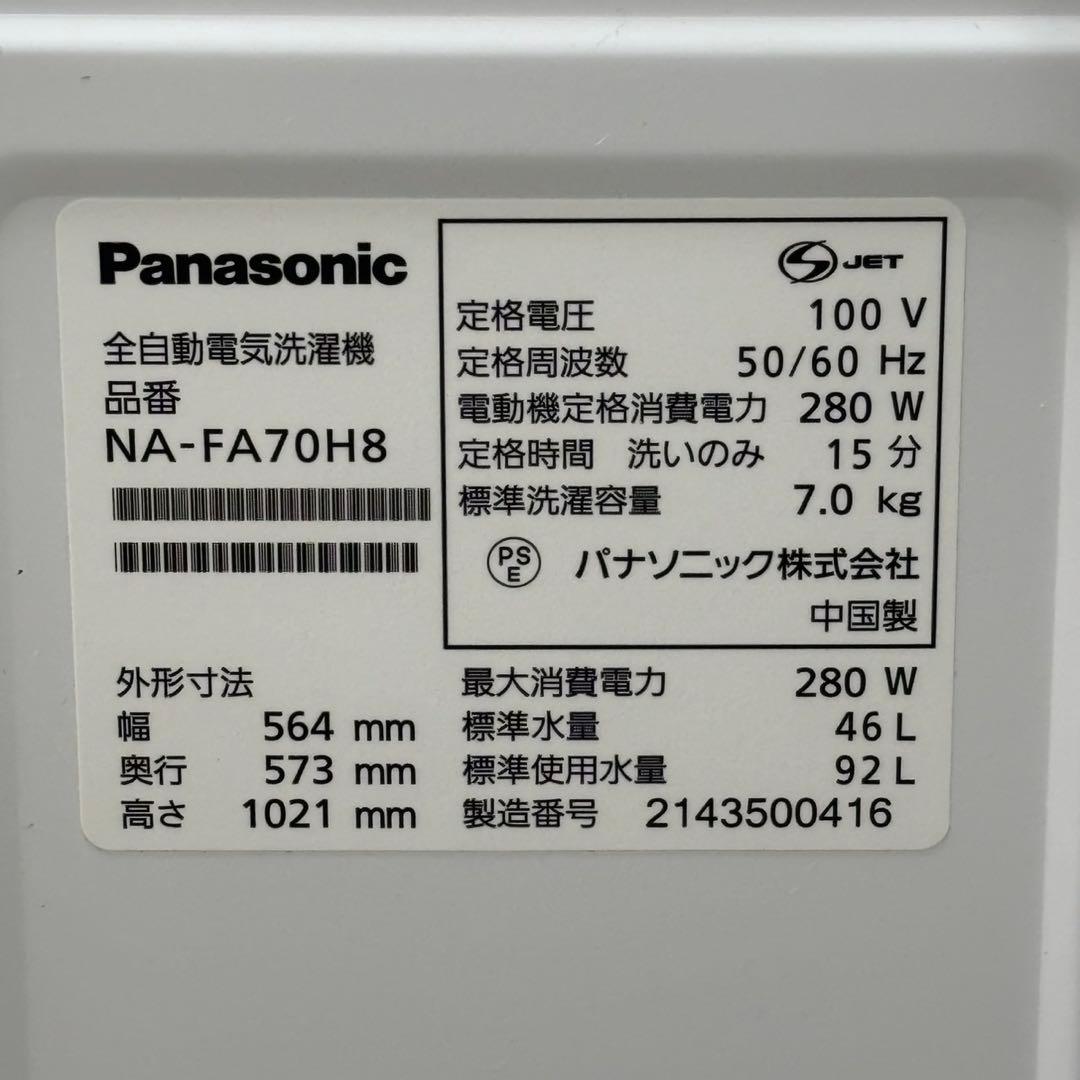 Panasonic
全自動電気洗濯機
品番
NA-FA70H8
JET
定格電圧 100 V
定格周波数 50/60 Hz
電動機定格消費電力 280 W
定格時間 洗いのみ 15 分
標準洗濯容量 7.0 kg
PSE パナソニック株式会社
中国製
外形寸法
幅 564 mm
奥行 573 mm
高さ 1021 mm
最大消費電力 280 W
標準水量 46 L
標準使用水量 92 L
製造番号 2143500416